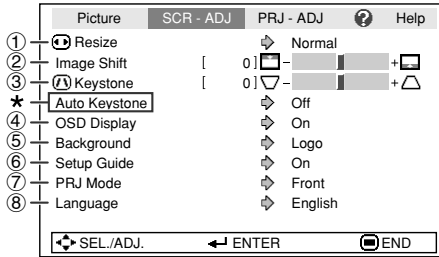 Picture SCR - ADJ PRJ - ADJ ? Help
① Resize Normal
② Image Shift [ 0 ] − +
③ Keystone [ 0 ] − +
* Auto Keystone Off
④ OSD Display On
⑤ Background Logo
⑥ Setup Guide On
⑦ PRJ Mode Front
⑧ Language English
SEL./ADJ. ENTER END